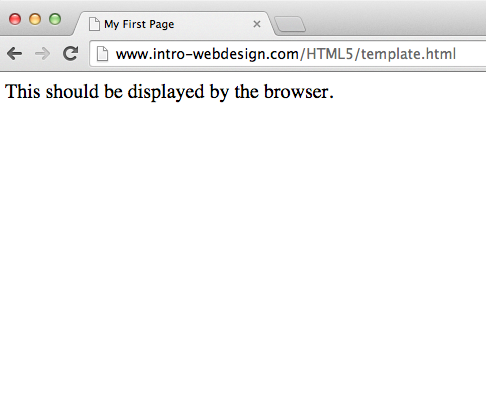 My First Page
www.intro-webdesign.com/HTML5/template.html
This should be displayed by the browser.